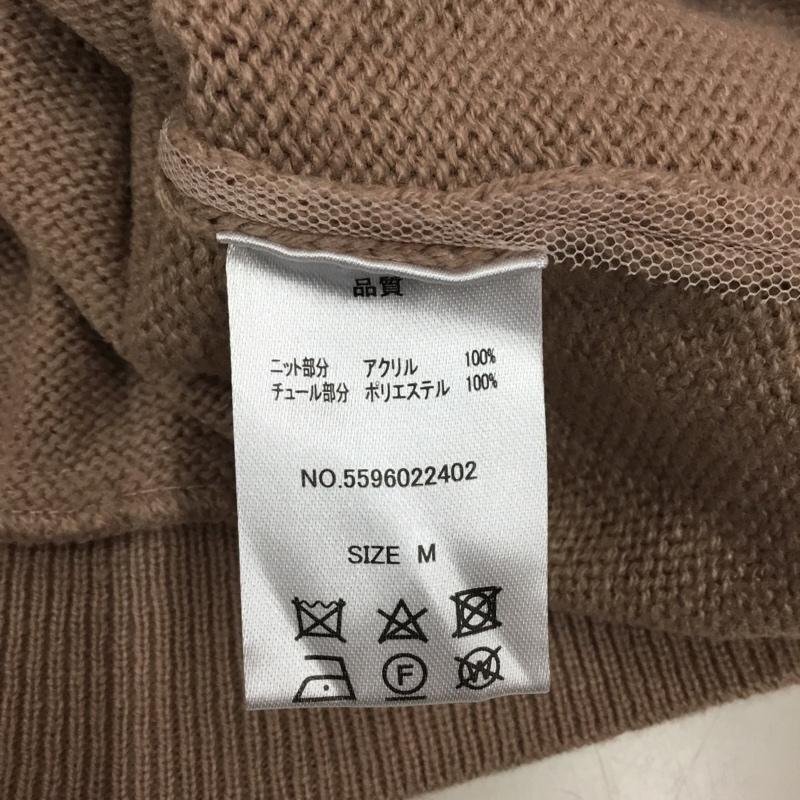 品質
ニット部分 アクリル 100%
チュール部分 ポリエステル 100%
NO.5596022402
SIZE M
F
W